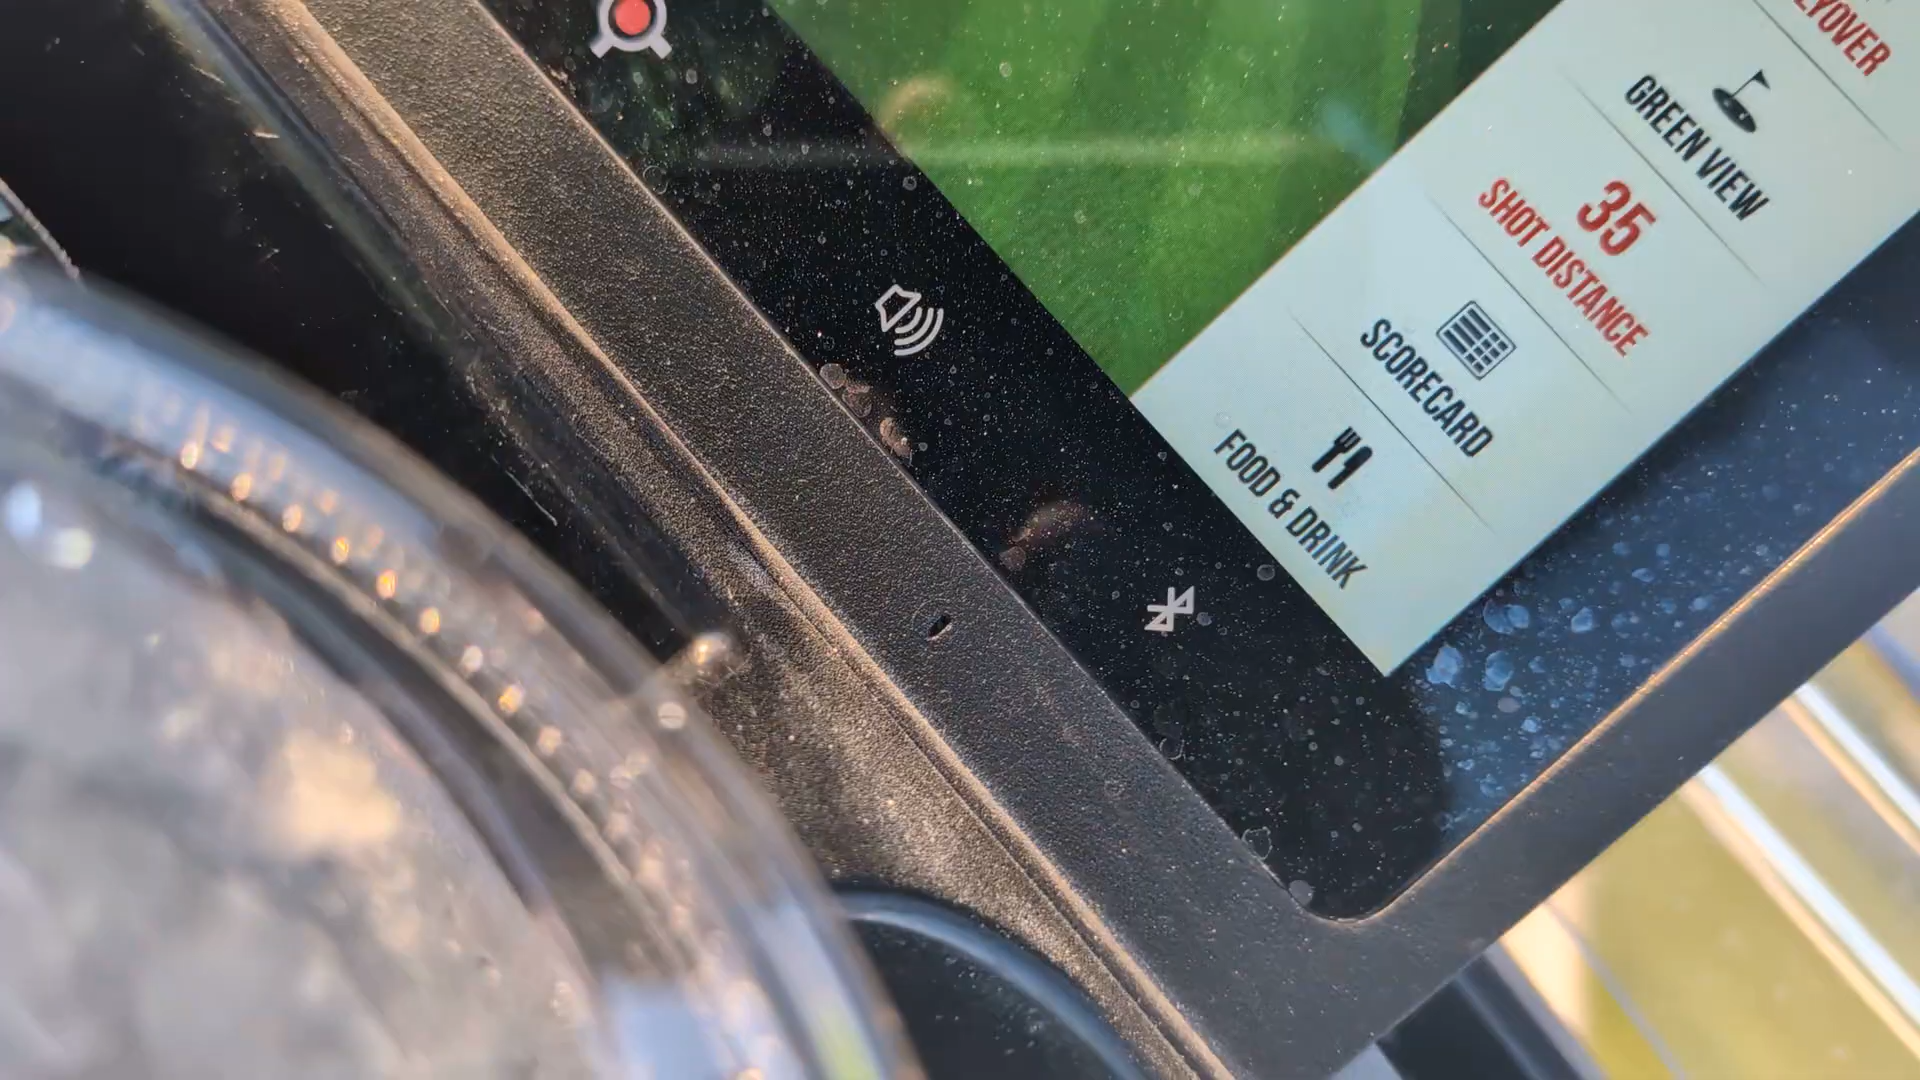 GREEN VIEW
35
SHOT DISTANCE
SCORECARD
FOOD & DRINK